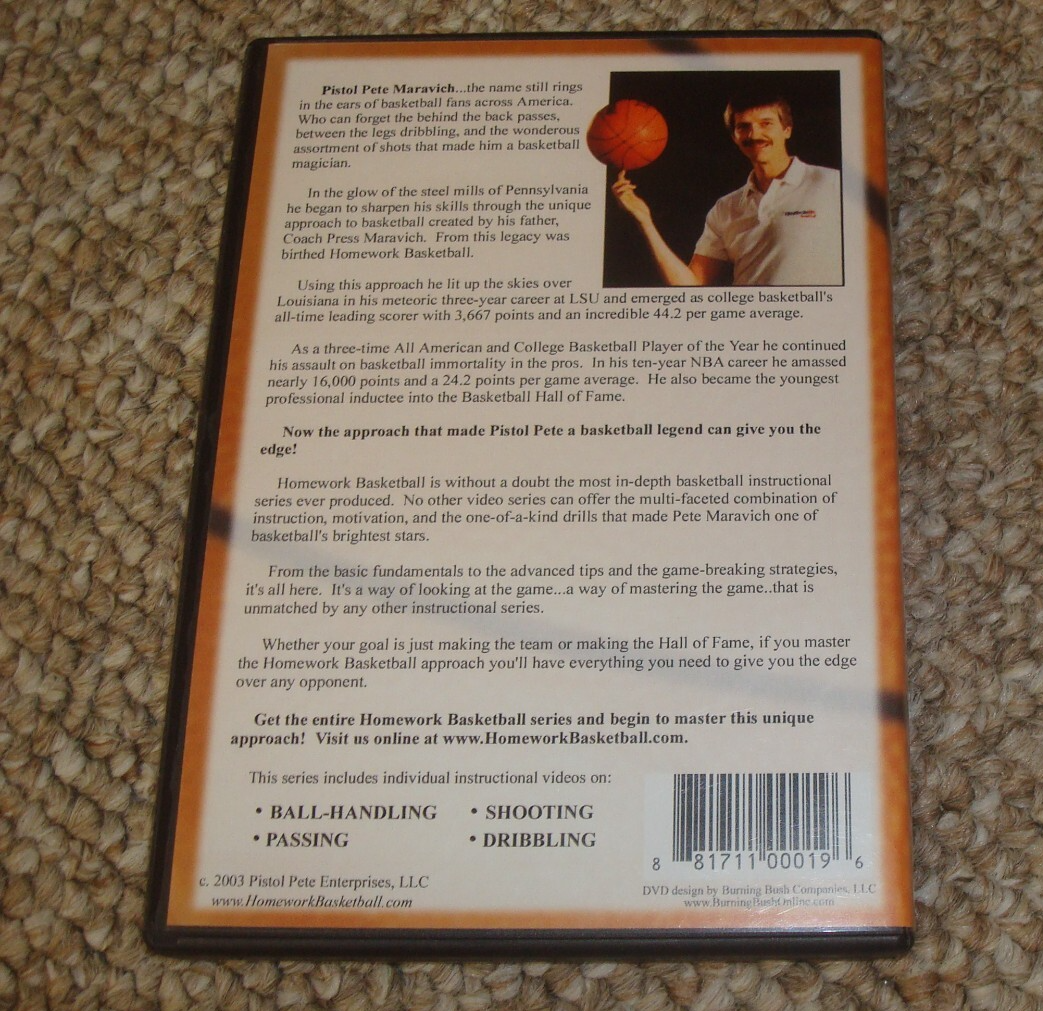 Pistol Pete Maravich...the name still rings
in the ears of basketball fans across America.
Who can forget the behind the back passes,
between the legs dribbling, and the wonderous
assortment of shots that made him a basketball
magician.
In the glow of the steel mills of Pennsylvania
he began to sharpen his skills through the unique
approach to basketball created by his father,
Coach Press Maravich. From this legacy was
birthed Homework Basketball.
Using this approach he lit up the skies over
Louisiana in his meteoric three-year career at LSU and emerged as college basketball's
all-time leading scorer with 3,667 points and an incredible 44.2 per game average.
As a three-time All American and College Basketball Player of the Year he continued
his assault on basketball immortality in the pros. In his ten-year NBA career he amassed
nearly 16,000 points and a 24.2 points per game average. He also became the youngest
professional inductee into the Basketball Hall of Fame.
Now the approach that made Pistol Pete a basketball legend can give you the
edge!
Homework Basketball is without a doubt the most in-depth basketball instructional
series ever produced. No other video series can offer the multi-faceted combination of
instruction, motivation, and the one-of-a-kind drills that made Pete Maravich one of
basketball's brightest stars.
From the basic fundamentals to the advanced tips and the game-breaking strategies,
it's all here. It's a way of looking at the game...a way of mastering the game..that is
unmatched by any other instructional series.
Whether your goal is just making the team or making the Hall of Fame, if you master
the Homework Basketball approach you'll have everything you need to give you the edge
over any opponent.
Get the entire Homework Basketball series and begin to master this unique
approach! Visit us online at www.HomeworkBasketball.com.
This series includes individual instructional videos on:
• BALL-HANDLING • SHOOTING
• PASSING • DRIBBLING
8 81711 00019 6
c. 2003 Pistol Pete Enterprises, LLC
www.HomeworkBasketball.com
DVD design by Burning Bush Companies, LLC
www.BurningBushOnline.com